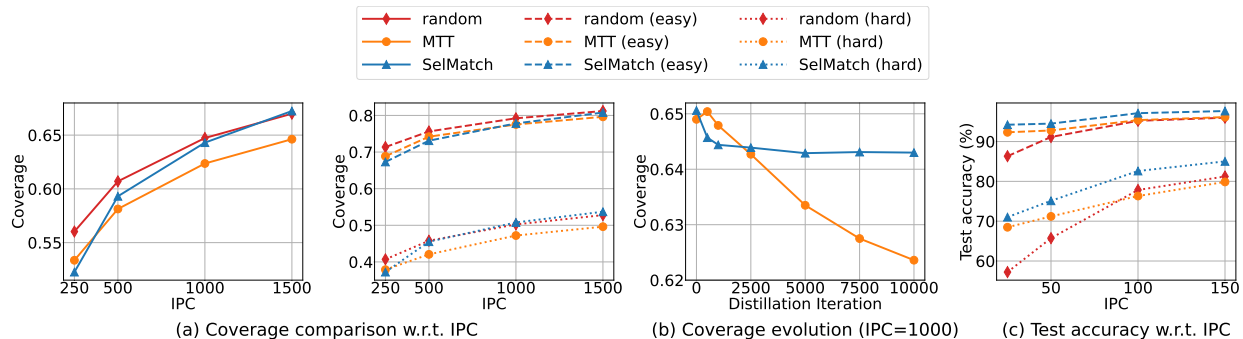 random
random (easy)
random (hard)
MTT
MTT (easy)
MTT (hard)
SelMatch
SelMatch (easy)
SelMatch (hard)
Coverage
0.65
0.60
0.55
250 500 1000 1500
IPC
Coverage
0.8
0.7
0.6
0.5
0.4
250 500 1000 1500
IPC
(a) Coverage comparison w.r.t. IPC
Coverage
0.65
0.64
0.63
0.62
0 2500 5000 7500 10000
Distillation Iteration
(b) Coverage evolution (IPC=1000)
Test accuracy (%)
90
80
70
60
50 100 150
IPC
(c) Test accuracy w.r.t. IPC